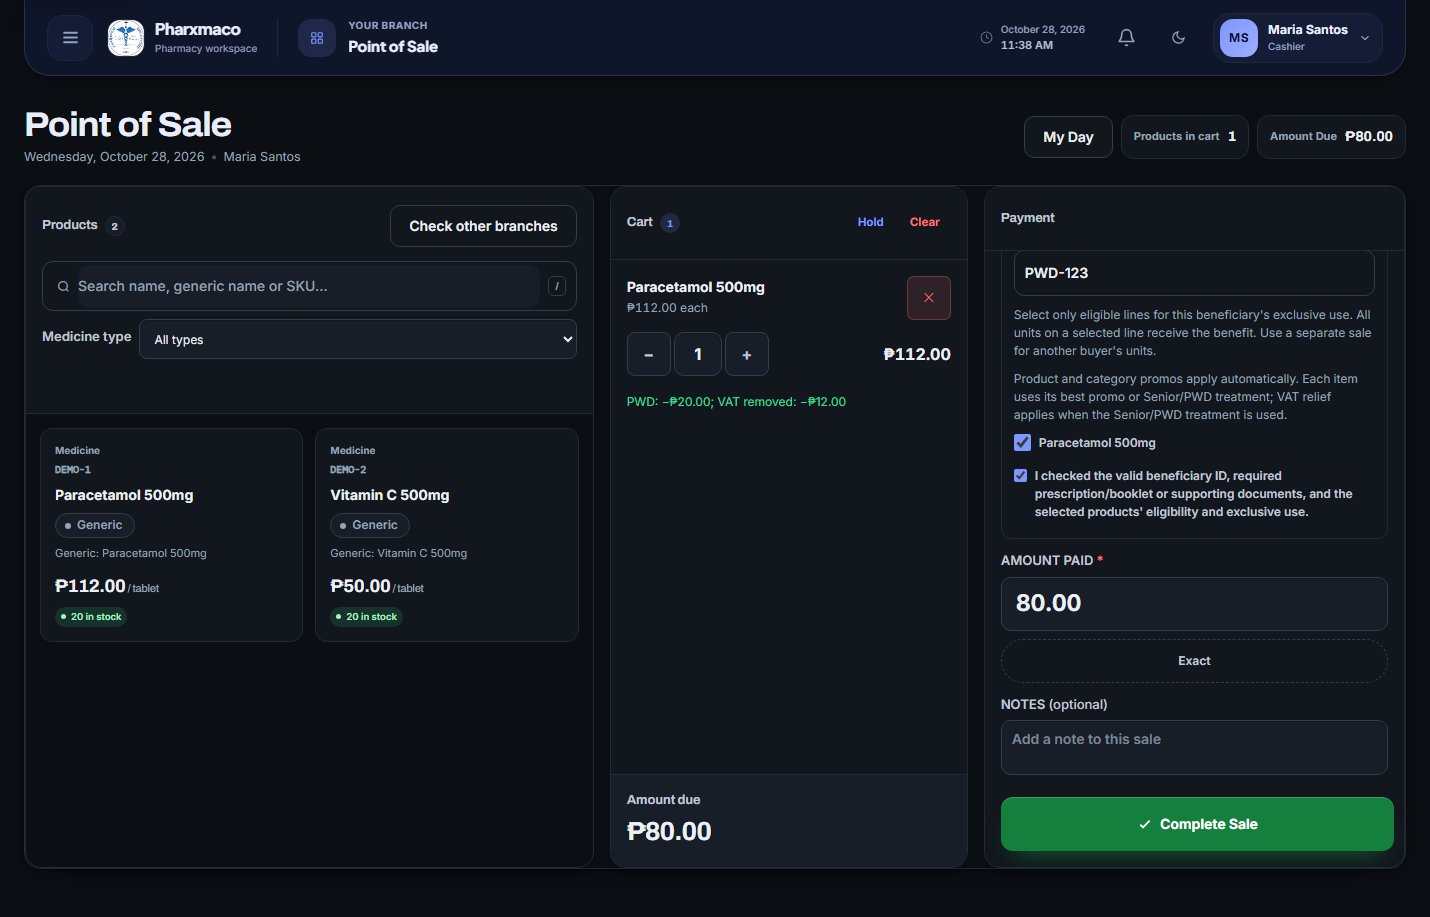 Pharxmaco
Pharmacy workspace
YOUR BRANCH
Point of Sale
October 28, 2026
11:38 AM
MS
Maria Santos
Cashier
Point of Sale
Wednesday, October 28, 2026 • Maria Santos
My Day
Products in cart 1
Amount Due ₱80.00
Products 2
Check other branches
Search name, generic name or SKU...
/
Medicine type
All types
Medicine
DEMO-1
Paracetamol 500mg
Generic
Generic: Paracetamol 500mg
₱112.00 / tablet
20 in stock
Medicine
DEMO-2
Vitamin C 500mg
Generic
Generic: Vitamin C 500mg
₱50.00 / tablet
20 in stock
Cart 1
Hold
Clear
Paracetamol 500mg
₱112.00 each
− 1 +
₱112.00
PWD: −₱20.00; VAT removed: −₱12.00
Amount due
₱80.00
Payment
PWD-123
Select only eligible lines for this beneficiary's exclusive use. All
units on a selected line receive the benefit. Use a separate sale
for another buyer's units.
Product and category promos apply automatically. Each item
uses its best promo or Senior/PWD treatment; VAT relief
applies when the Senior/PWD treatment is used.
Paracetamol 500mg
I checked the valid beneficiary ID, required
prescription/booklet or supporting documents, and the
selected products' eligibility and exclusive use.
AMOUNT PAID *
80.00
Exact
NOTES (optional)
Add a note to this sale
Complete Sale